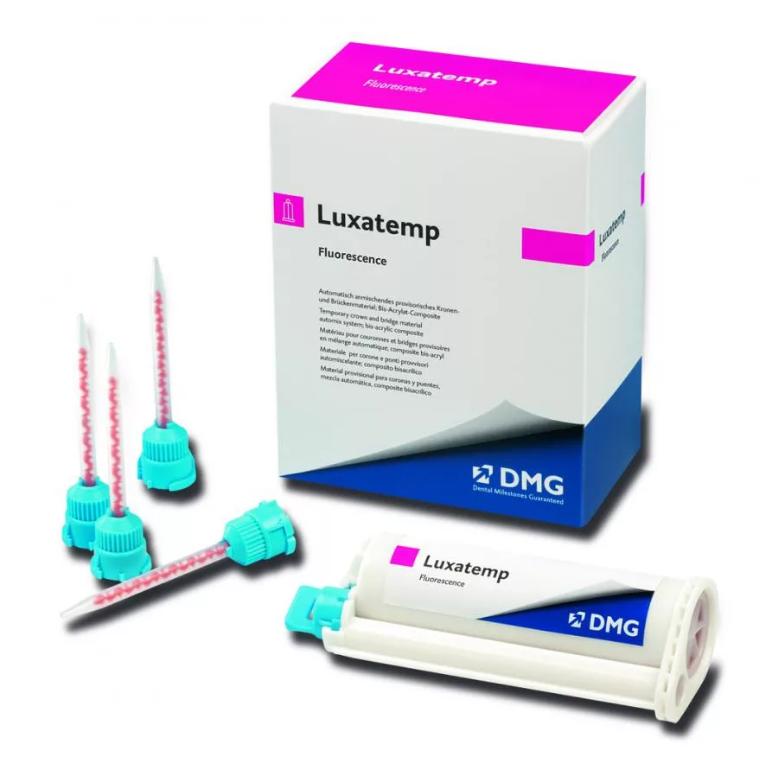 Luxatemp
Fluorescence
Luxatemp
Fluorescence
Automatisch anmischendes provisorisches Kronen-
und Brückenmaterial; Bis-Acrylat-Composite
Temporary crown and bridge material
automix system; bis-acrylic composite
Matériau pour couronnes et bridges provisoires
en mélange automatique; composite bis-acryl
Materiale per corone e ponti provvisori
automiscelante; composito bisacrilico
Material provisional para coronas y puentes,
mezcla automática, composite bisacrílico
DMG
Dental Milestones Guaranteed
Luxatemp
Fluorescence
Luxatemp
Fluorescence
DMG